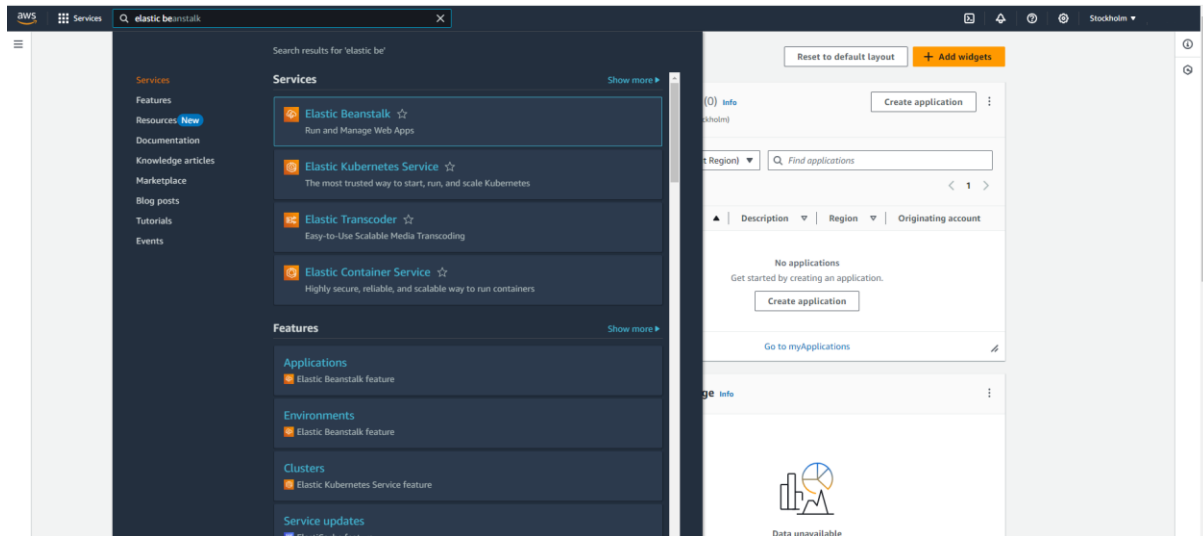 aws
Services
elastic beanstalk
Stockholm
Search results for 'elastic be'
Services
Features
Resources New
Documentation
Knowledge articles
Marketplace
Blog posts
Tutorials
Events
Services
Show more
Elastic Beanstalk
Run and Manage Web Apps
Elastic Kubernetes Service
The most trusted way to start, run, and scale Kubernetes
Elastic Transcoder
Easy-to-Use Scalable Media Transcoding
Elastic Container Service
Highly secure, reliable, and scalable way to run containers
Features
Show more
Applications
Elastic Beanstalk feature
Environments
Elastic Beanstalk feature
Clusters
Elastic Kubernetes Service feature
Service updates
Reset to default layout
+ Add widgets
(0) Info
Create application
ckholm)
t Region)
Find applications
1
Description
Region
Originating account
No applications
Get started by creating an application.
Create application
Go to myApplications
ge Info
Data unavailable